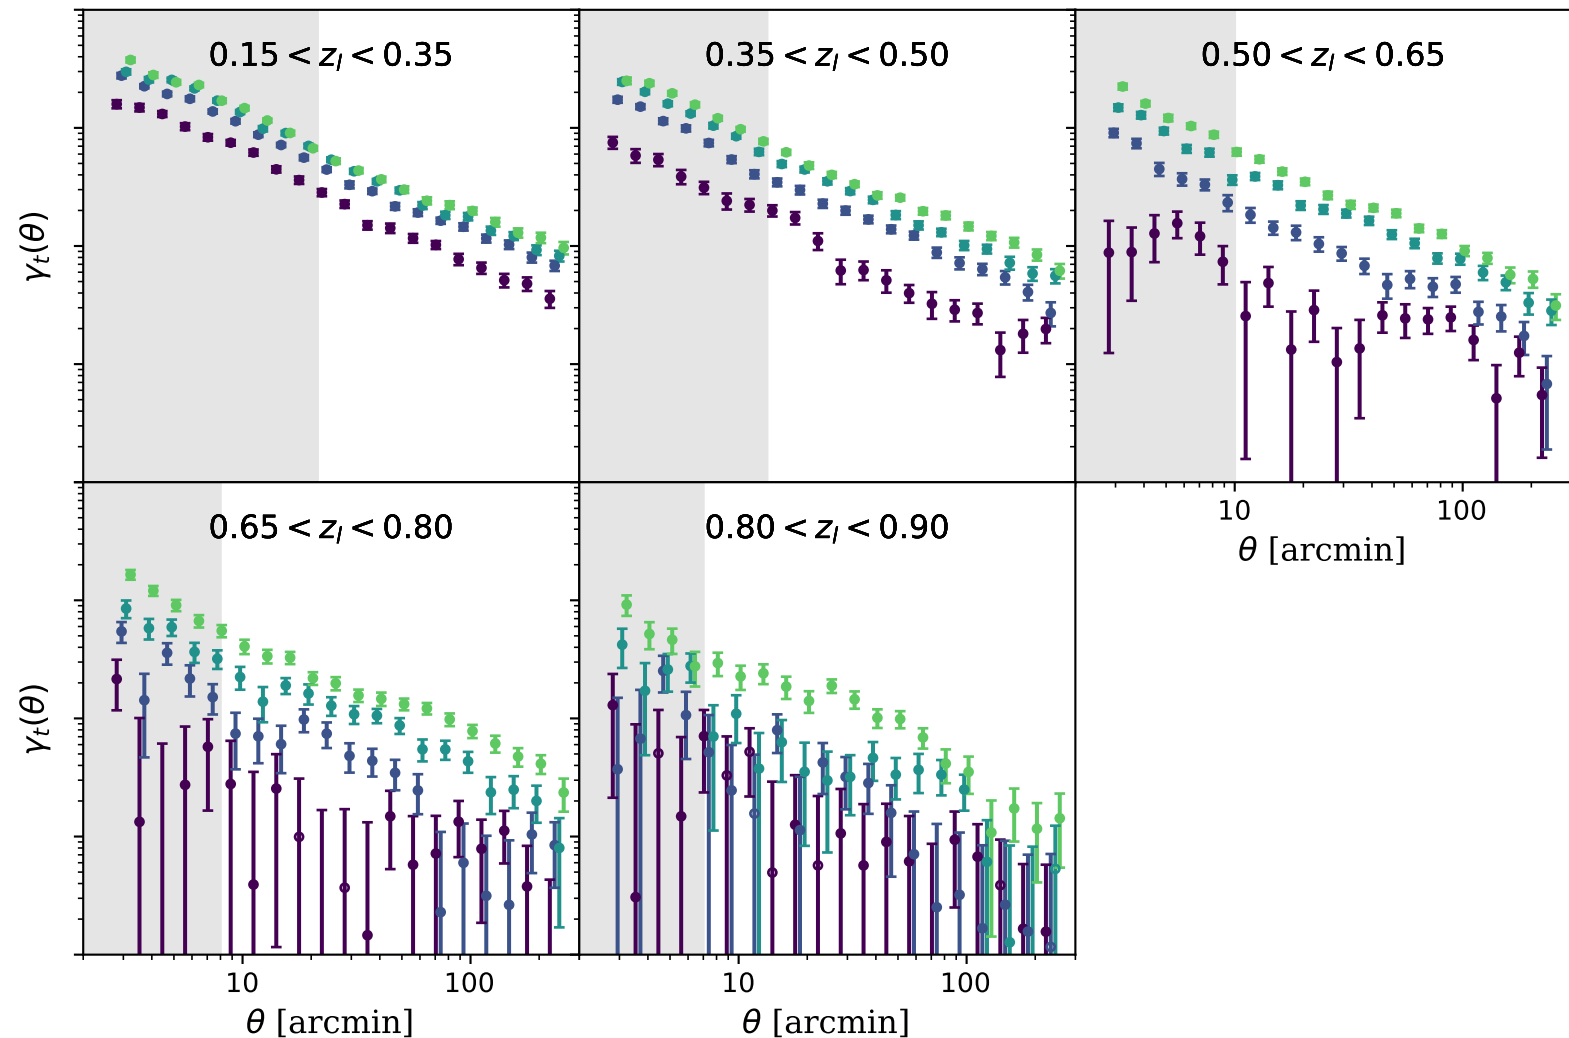 0.15 < z_l < 0.35
0.35 < z_l < 0.50
0.50 < z_l < 0.65
γ_t(θ)
10 100
θ [arcmin]
0.65 < z_l < 0.80
0.80 < z_l < 0.90
γ_t(θ)
10 100
10 100
θ [arcmin]
θ [arcmin]